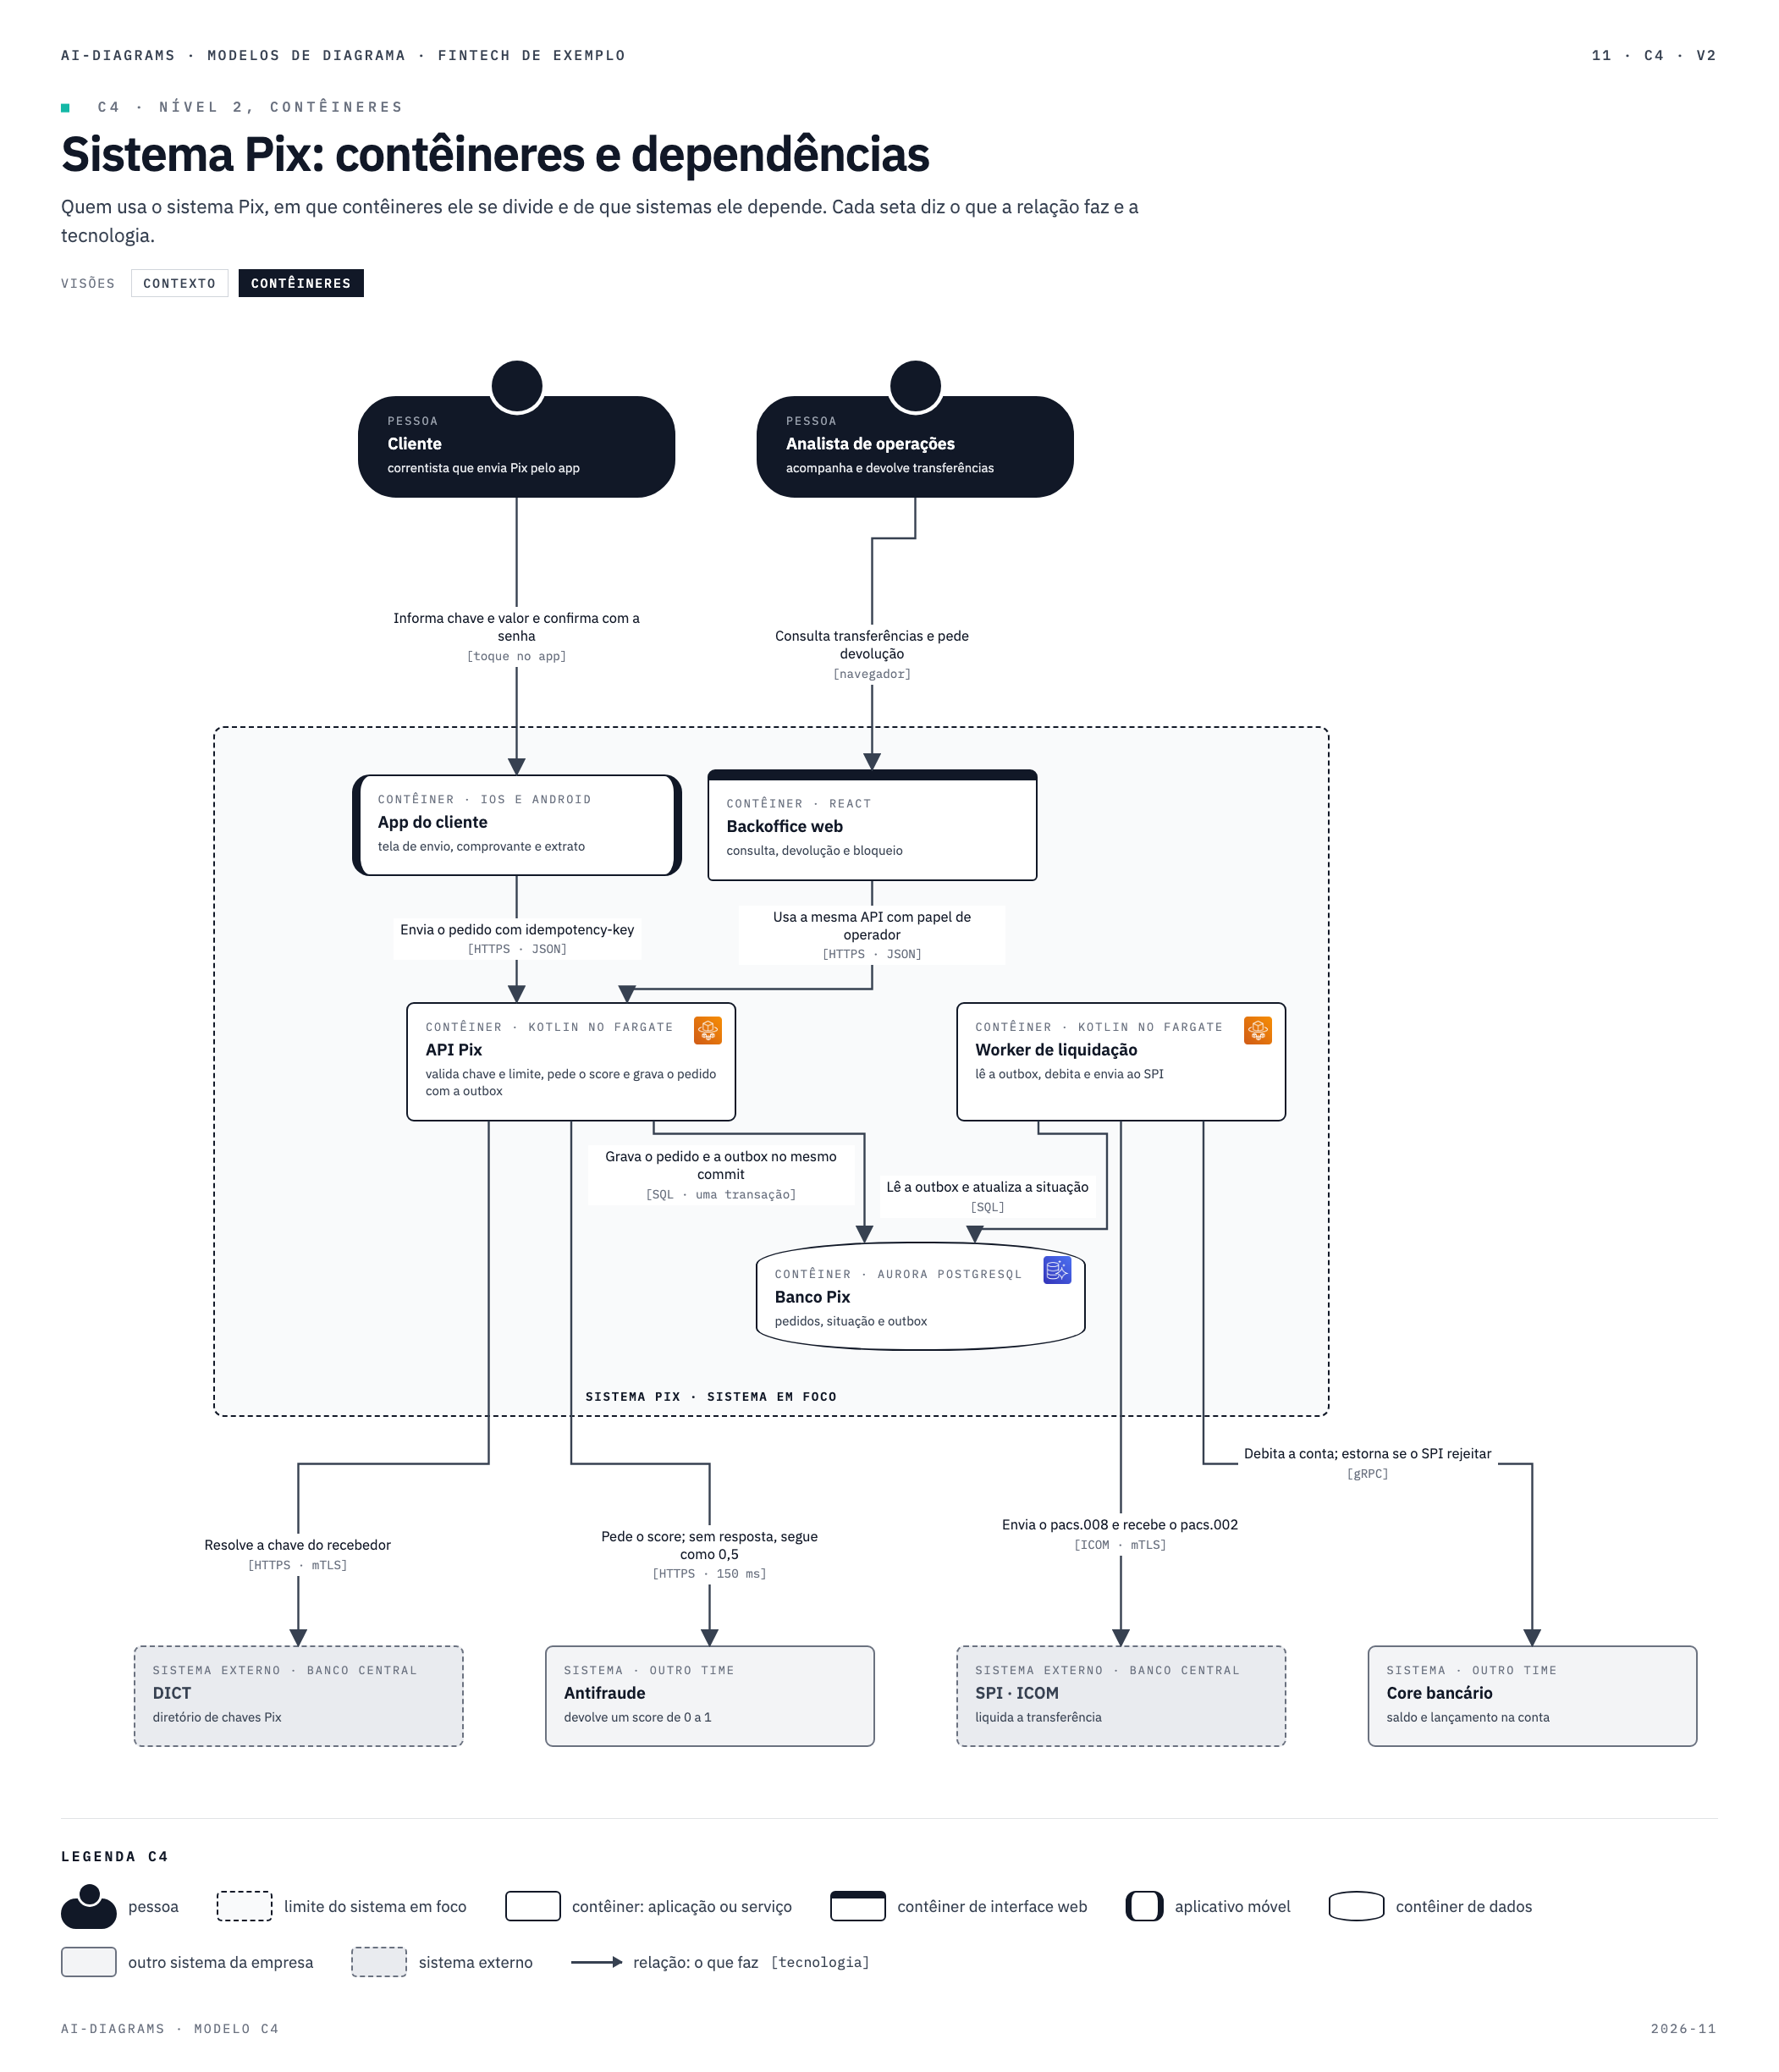 AI-DIAGRAMS · MODELOS DE DIAGRAMA · FINTECH DE EXEMPLO
11 · C4 · V2
C4 · NÍVEL 2, CONTÊINERES
Sistema Pix: contêineres e dependências
Quem usa o sistema Pix, em que contêineres ele se divide e de que sistemas ele depende. Cada seta diz o que a relação faz e a
tecnologia.
VISÕES
CONTEXTO
CONTÊINERES
PESSOA
Cliente
correntista que envia Pix pelo app
PESSOA
Analista de operações
acompanha e devolve transferências
Informa chave e valor e confirma com a
senha
[toque no app]
Consulta transferências e pede
devolução
[navegador]
CONTÊINER · IOS E ANDROID
App do cliente
tela de envio, comprovante e extrato
CONTÊINER · REACT
Backoffice web
consulta, devolução e bloqueio
Envia o pedido com idempotency-key
[HTTPS · JSON]
Usa a mesma API com papel de
operador
[HTTPS · JSON]
CONTÊINER · KOTLIN NO FARGATE
API Pix
valida chave e limite, pede o score e grava o pedido
com a outbox
CONTÊINER · KOTLIN NO FARGATE
Worker de liquidação
lê a outbox, debita e envia ao SPI
Grava o pedido e a outbox no mesmo
commit
[SQL · uma transação]
Lê a outbox e atualiza a situação
[SQL]
CONTÊINER · AURORA POSTGRESQL
Banco Pix
pedidos, situação e outbox
SISTEMA PIX · SISTEMA EM FOCO
Debita a conta; estorna se o SPI rejeitar
[gRPC]
Envia o pacs.008 e recebe o pacs.002
[ICOM · mTLS]
Resolve a chave do recebedor
[HTTPS · mTLS]
Pede o score; sem resposta, segue
como 0,5
[HTTPS · 150 ms]
SISTEMA EXTERNO · BANCO CENTRAL
DICT
diretório de chaves Pix
SISTEMA · OUTRO TIME
Antifraude
devolve um score de 0 a 1
SISTEMA EXTERNO · BANCO CENTRAL
SPI · ICOM
liquida a transferência
SISTEMA · OUTRO TIME
Core bancário
saldo e lançamento na conta
LEGENDA C4
pessoa
limite do sistema em foco
contêiner: aplicação ou serviço
contêiner de interface web
aplicativo móvel
contêiner de dados
outro sistema da empresa
sistema externo
relação: o que faz [tecnologia]
AI-DIAGRAMS · MODELO C4
2026-11